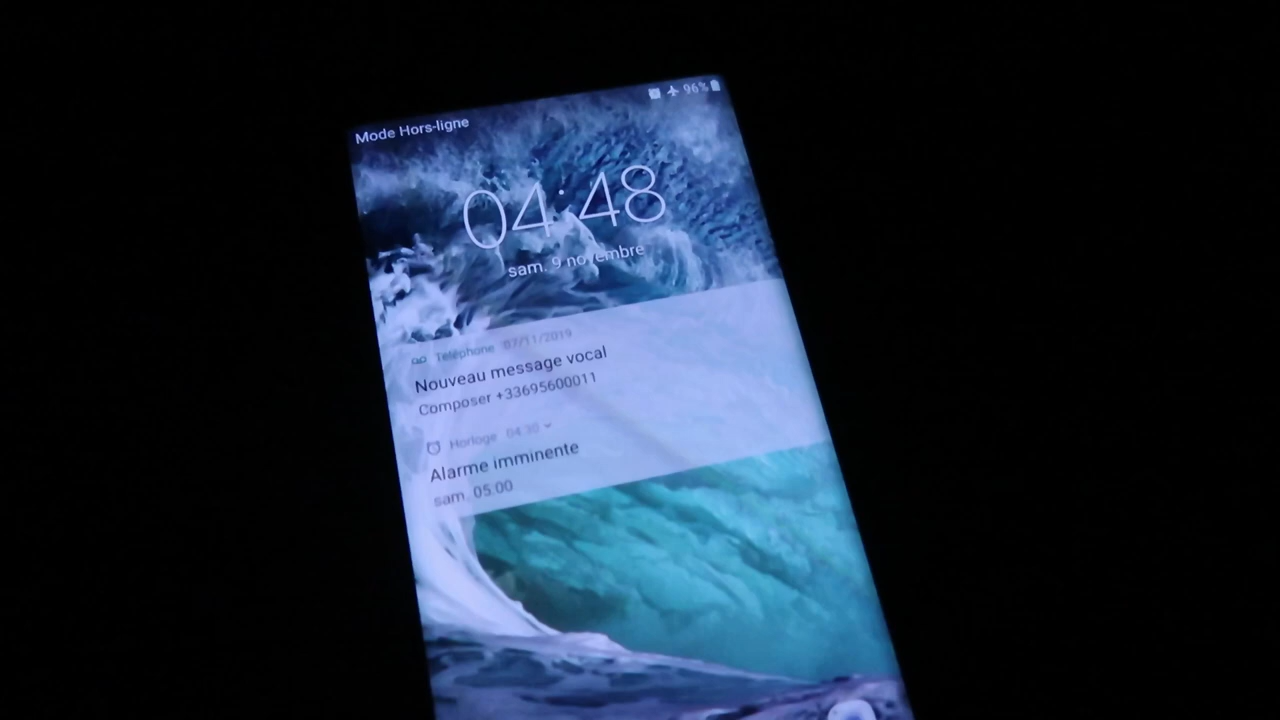 Mode Hors-ligne
96%
04:48
sam. 9 novembre
Téléphone 07/11/2019
Nouveau message vocal
Composer +33695600011
Horloge 04:30
Alarme imminente
sam. 05:00